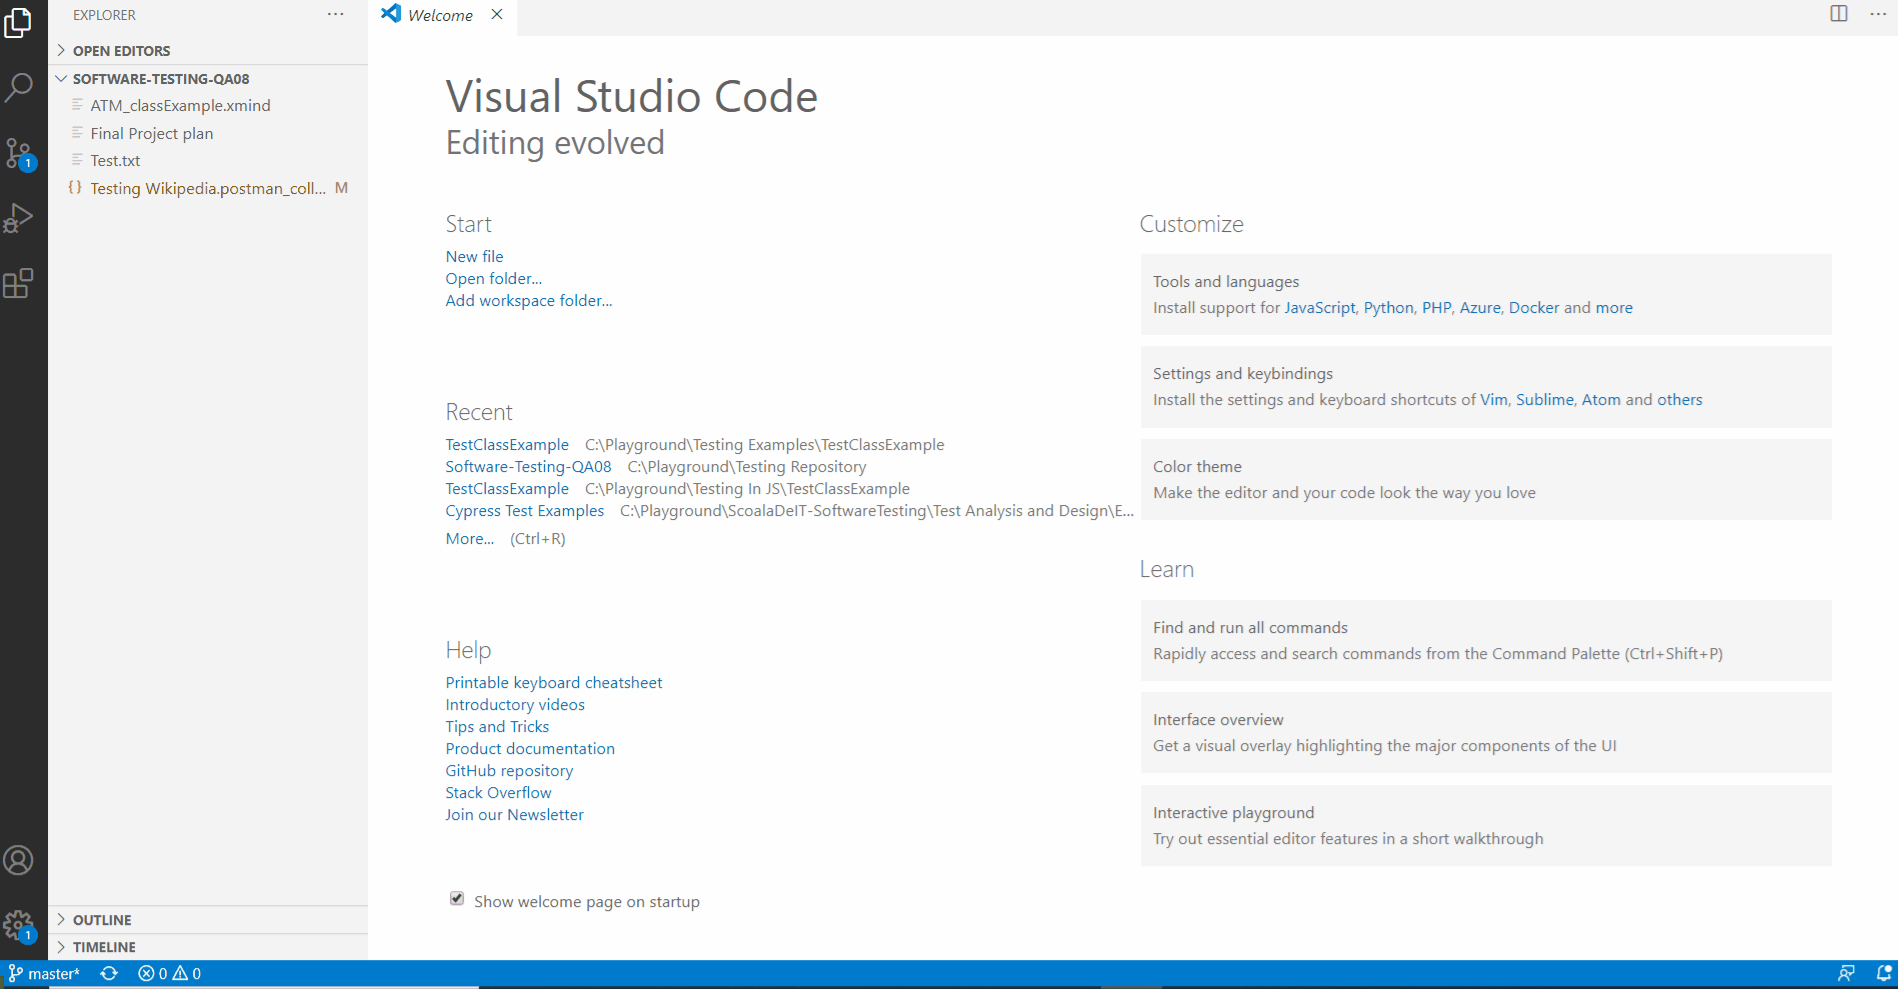 EXPLORER
OPEN EDITORS
SOFTWARE-TESTING-QA08
ATM_classExample.xmind
Final Project plan
Test.txt
{} Testing Wikipedia.postman_coll... M
1
OUTLINE
1
TIMELINE
Welcome
Visual Studio Code
Editing evolved
Start
New file
Open folder...
Add workspace folder...
Recent
TestClassExample C:\Playground\Testing Examples\TestClassExample
Software-Testing-QA08 C:\Playground\Testing Repository
TestClassExample C:\Playground\Testing In JS\TestClassExample
Cypress Test Examples C:\Playground\ScoalaDeIT-SoftwareTesting\Test Analysis and Design\E...
More... (Ctrl+R)
Help
Printable keyboard cheatsheet
Introductory videos
Tips and Tricks
Product documentation
GitHub repository
Stack Overflow
Join our Newsletter
Show welcome page on startup
Customize
Tools and languages
Install support for JavaScript, Python, PHP, Azure, Docker and more
Settings and keybindings
Install the settings and keyboard shortcuts of Vim, Sublime, Atom and others
Color theme
Make the editor and your code look the way you love
Learn
Find and run all commands
Rapidly access and search commands from the Command Palette (Ctrl+Shift+P)
Interface overview
Get a visual overlay highlighting the major components of the UI
Interactive playground
Try out essential editor features in a short walkthrough
master* 0 0